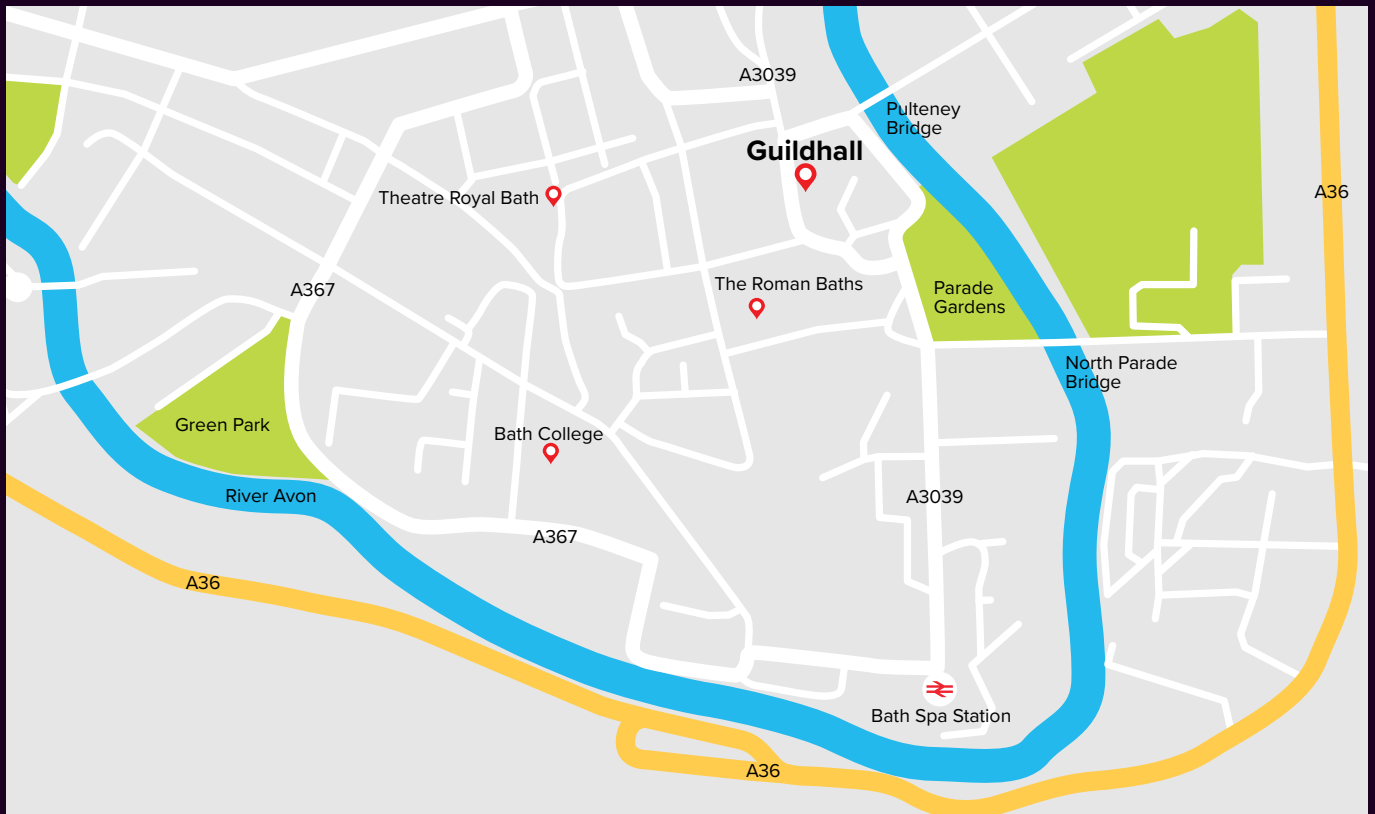 A3039
Pulteney
Bridge
Guildhall
A36
Theatre Royal Bath
The Roman Baths
A367
Parade
Gardens
North Parade
Bridge
Green Park
Bath College
River Avon
A3039
A367
A36
Bath Spa Station
A36